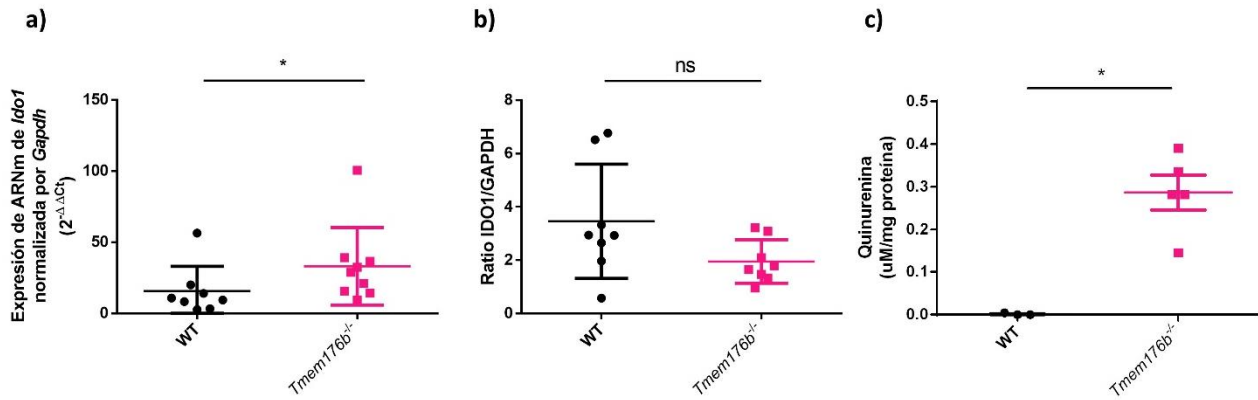 a)
*
Expresión de ARNm de Ido1
normalizada por Gapdh
(2-Δ ΔCt)
150
100
50
0
WT
Tmem176b-/-
b)
ns
Ratio IDO1/GAPDH
8
6
4
2
0
WT
Tmem176b-/-
c)
*
Quinurenina
(uM/mg proteína)
0.5
0.4
0.3
0.2
0.1
0.0
WT
Tmem176b-/-